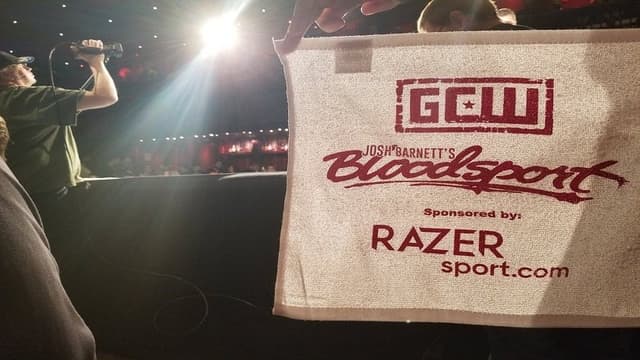 GCW
JOSH BARNETT'S
Bloodsport
Sponsored by:
RAZER
sport.com